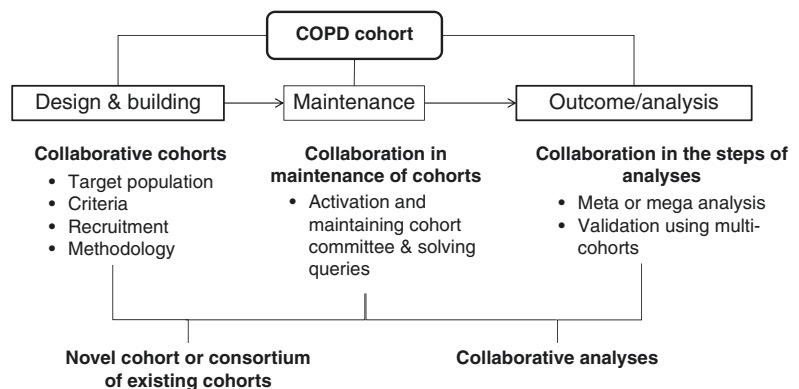 COPD cohort
Design & building
Maintenance
Outcome/analysis
Collaborative cohorts
• Target population
• Criteria
• Recruitment
• Methodology
Collaboration in
maintenance of cohorts
• Activation and
maintaining cohort
committee & solving
queries
Collaboration in the steps of
analyses
• Meta or mega analysis
• Validation using multi-
cohorts
Novel cohort or consortium
of existing cohorts
Collaborative analyses